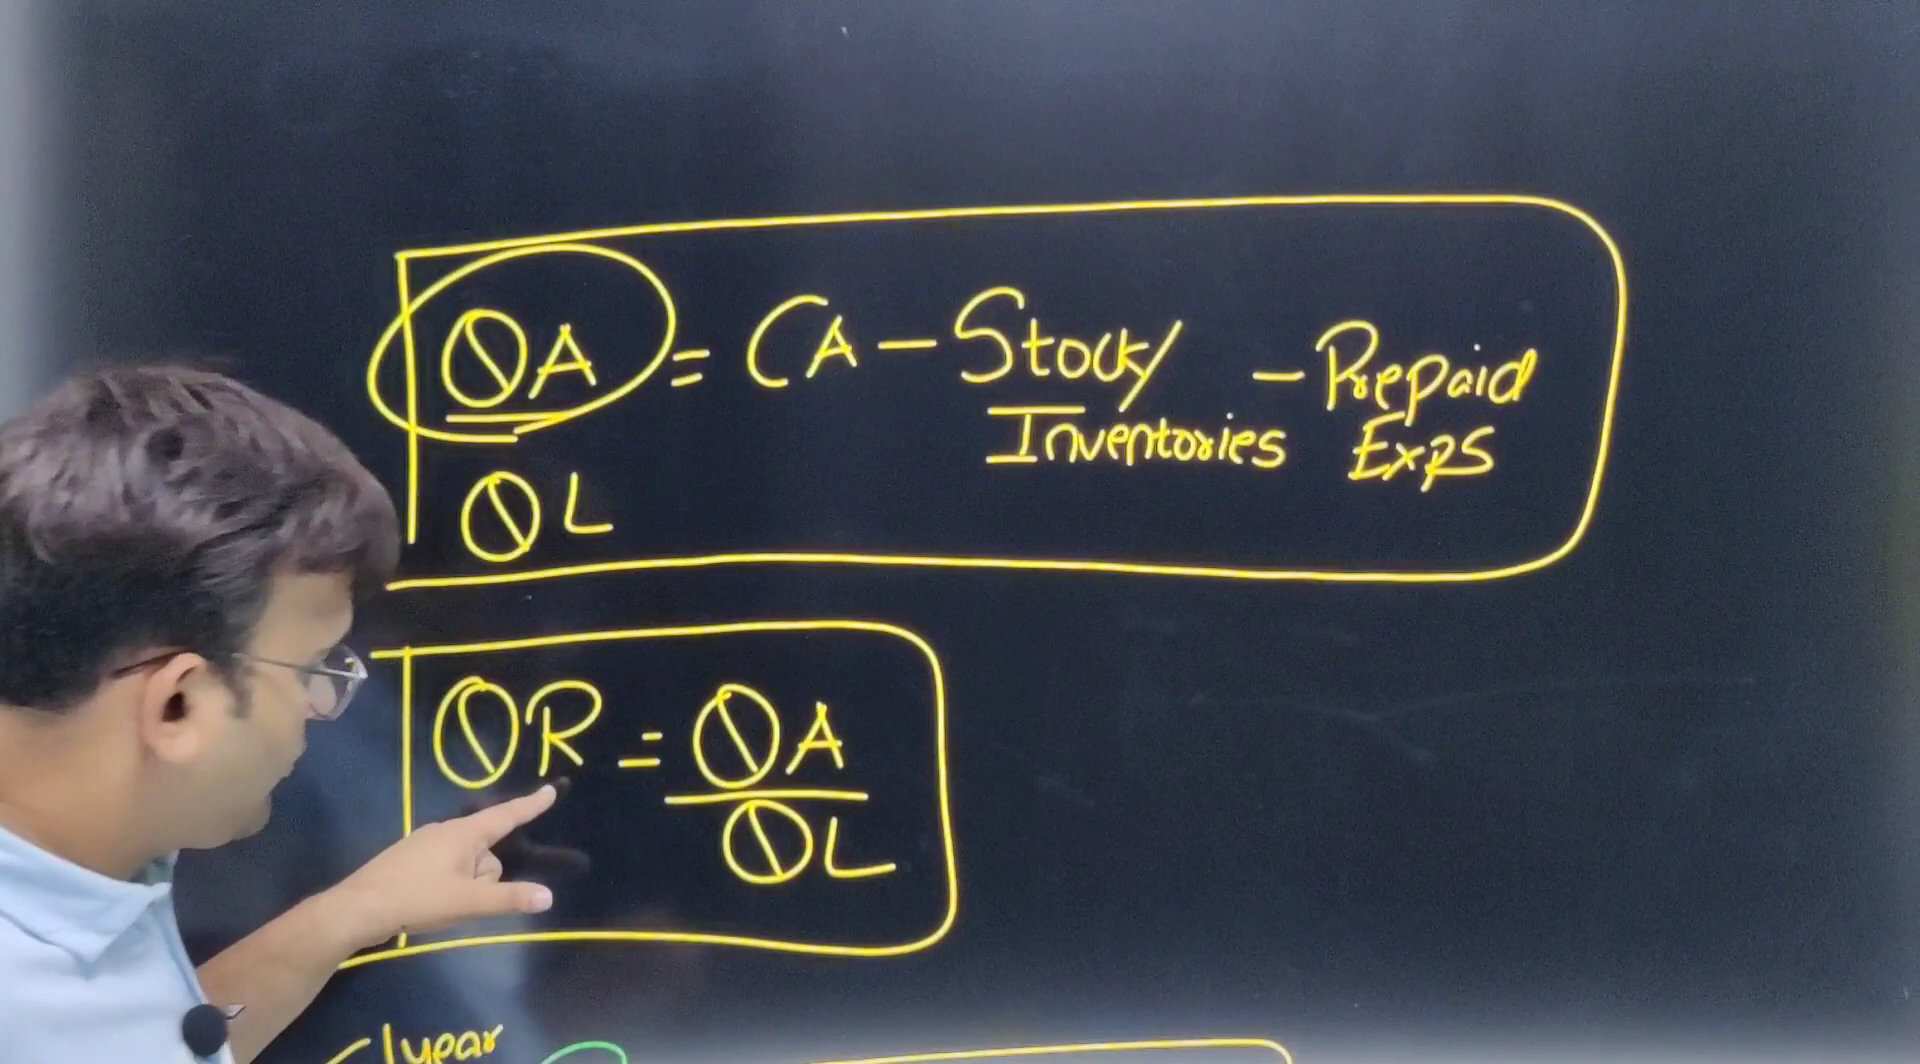 QA = CA - Stock/ - Prepaid
Inventories Exps
QL
QR = QA
QL
<1year